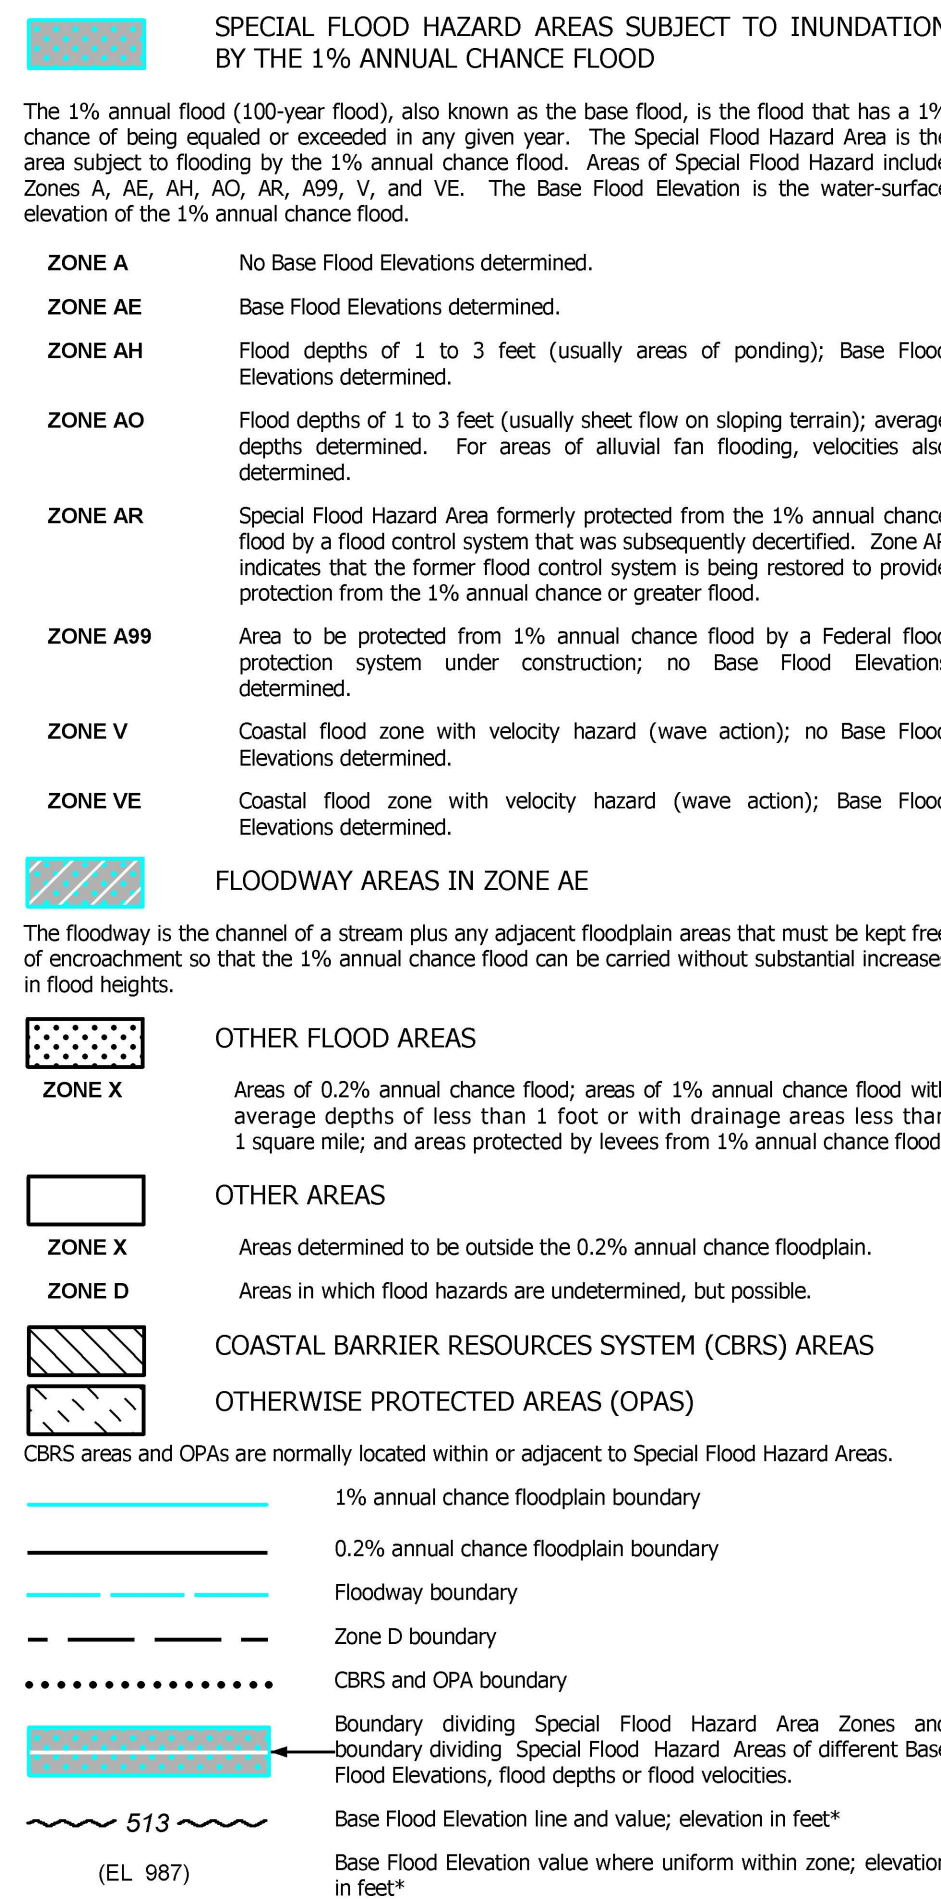 SPECIAL FLOOD HAZARD AREAS SUBJECT TO INUNDATION
BY THE 1% ANNUAL CHANCE FLOOD
The 1% annual flood (100-year flood), also known as the base flood, is the flood that has a 1%
chance of being equaled or exceeded in any given year. The Special Flood Hazard Area is the
area subject to flooding by the 1% annual chance flood. Areas of Special Flood Hazard include
Zones A, AE, AH, AO, AR, A99, V, and VE. The Base Flood Elevation is the water-surface
elevation of the 1% annual chance flood.
ZONE A No Base Flood Elevations determined.
ZONE AE Base Flood Elevations determined.
ZONE AH Flood depths of 1 to 3 feet (usually areas of ponding); Base Flood
Elevations determined.
ZONE AO Flood depths of 1 to 3 feet (usually sheet flow on sloping terrain); average
depths determined. For areas of alluvial fan flooding, velocities also
determined.
ZONE AR Special Flood Hazard Area formerly protected from the 1% annual chance
flood by a flood control system that was subsequently decertified. Zone AR
indicates that the former flood control system is being restored to provide
protection from the 1% annual chance or greater flood.
ZONE A99 Area to be protected from 1% annual chance flood by a Federal flood
protection system under construction; no Base Flood Elevations
determined.
ZONE V Coastal flood zone with velocity hazard (wave action); no Base Flood
Elevations determined.
ZONE VE Coastal flood zone with velocity hazard (wave action); Base Flood
Elevations determined.
FLOODWAY AREAS IN ZONE AE
The floodway is the channel of a stream plus any adjacent floodplain areas that must be kept free
of encroachment so that the 1% annual chance flood can be carried without substantial increases
in flood heights.
OTHER FLOOD AREAS
ZONE X Areas of 0.2% annual chance flood; areas of 1% annual chance flood with
average depths of less than 1 foot or with drainage areas less than
1 square mile; and areas protected by levees from 1% annual chance flood
OTHER AREAS
ZONE X Areas determined to be outside the 0.2% annual chance floodplain.
ZONE D Areas in which flood hazards are undetermined, but possible.
COASTAL BARRIER RESOURCES SYSTEM (CBRS) AREAS
OTHERWISE PROTECTED AREAS (OPAS)
CBRS areas and OPAs are normally located within or adjacent to Special Flood Hazard Areas.
1% annual chance floodplain boundary
0.2% annual chance floodplain boundary
Floodway boundary
Zone D boundary
CBRS and OPA boundary
Boundary dividing Special Flood Hazard Area Zones and
boundary dividing Special Flood Hazard Areas of different Base
Flood Elevations, flood depths or flood velocities.
513 Base Flood Elevation line and value; elevation in feet*
(EL 987) Base Flood Elevation value where uniform within zone; elevation
in feet*